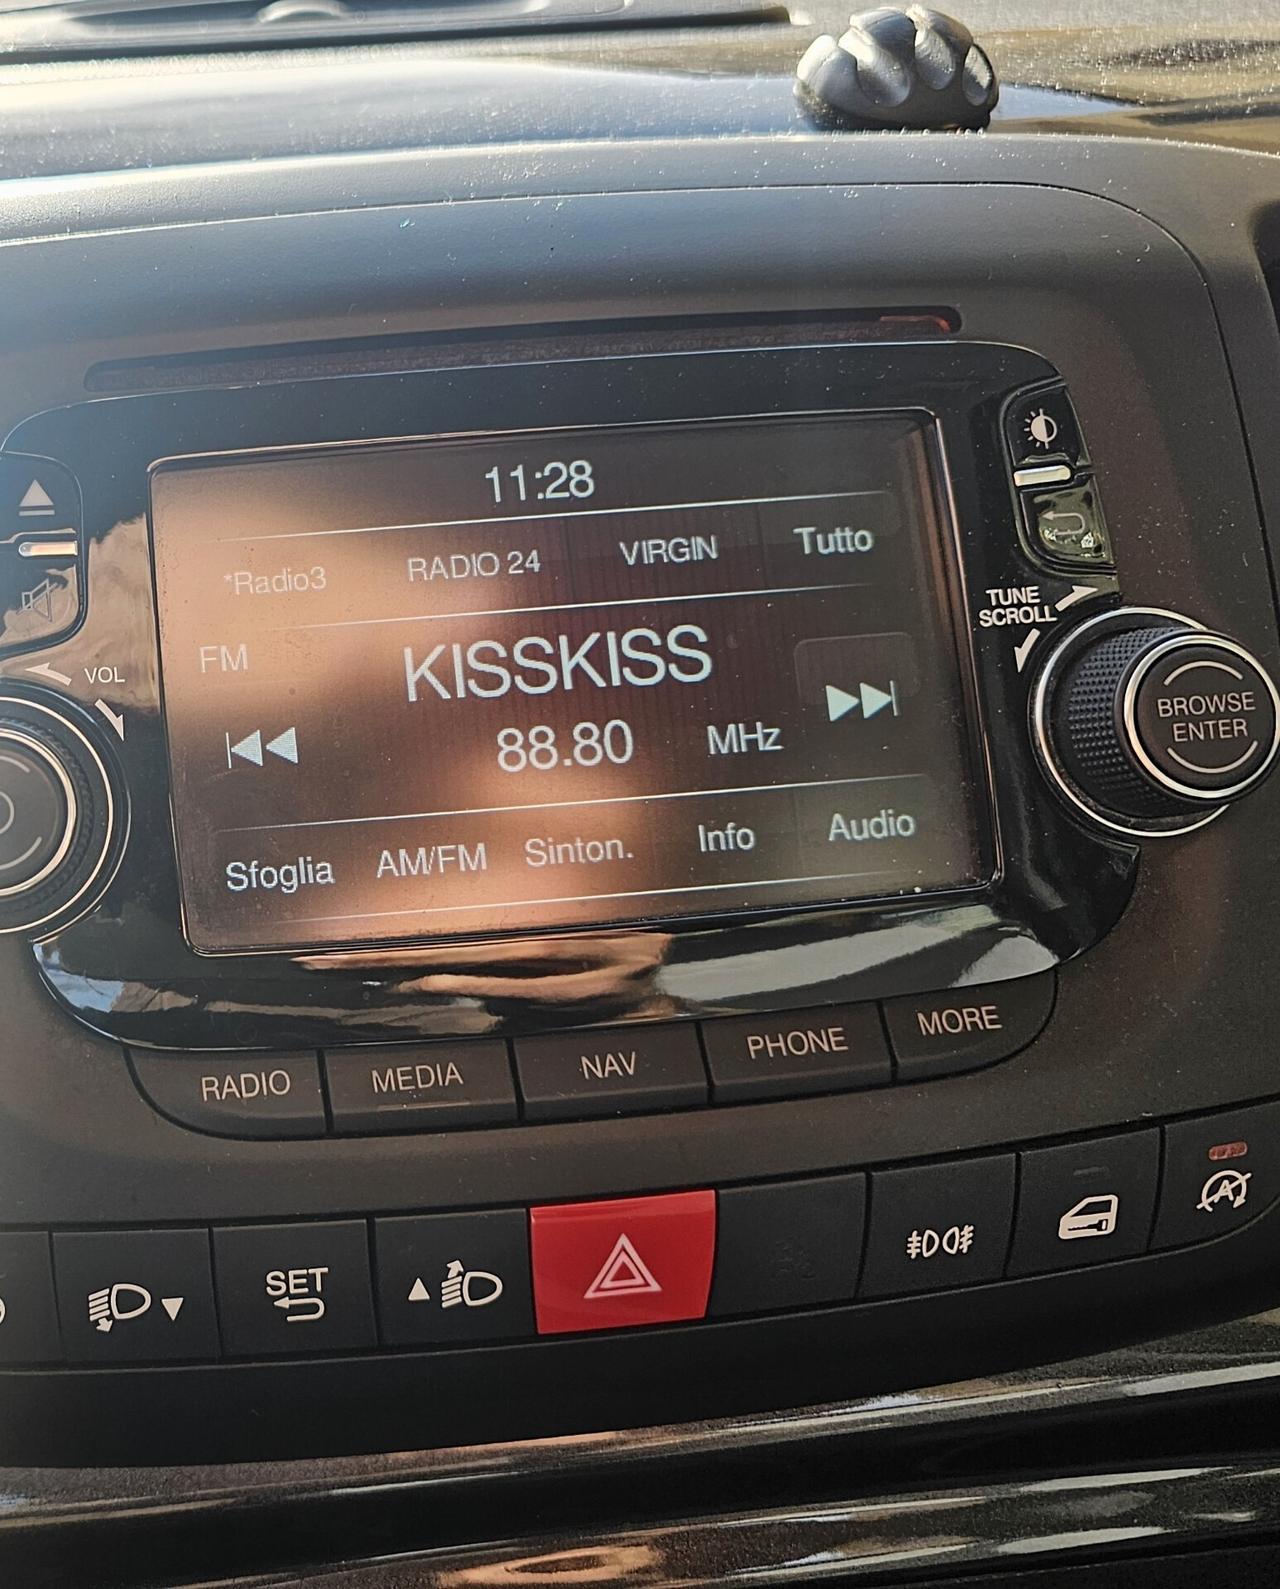 11:28
*Radio3 RADIO 24 VIRGIN Tutto
FM KISSKISS
88.80 MHz
Sfoglia AM/FM Sinton. Info Audio
VOL
TUNE
SCROLL
BROWSE
ENTER
RADIO MEDIA NAV PHONE MORE
SET
A